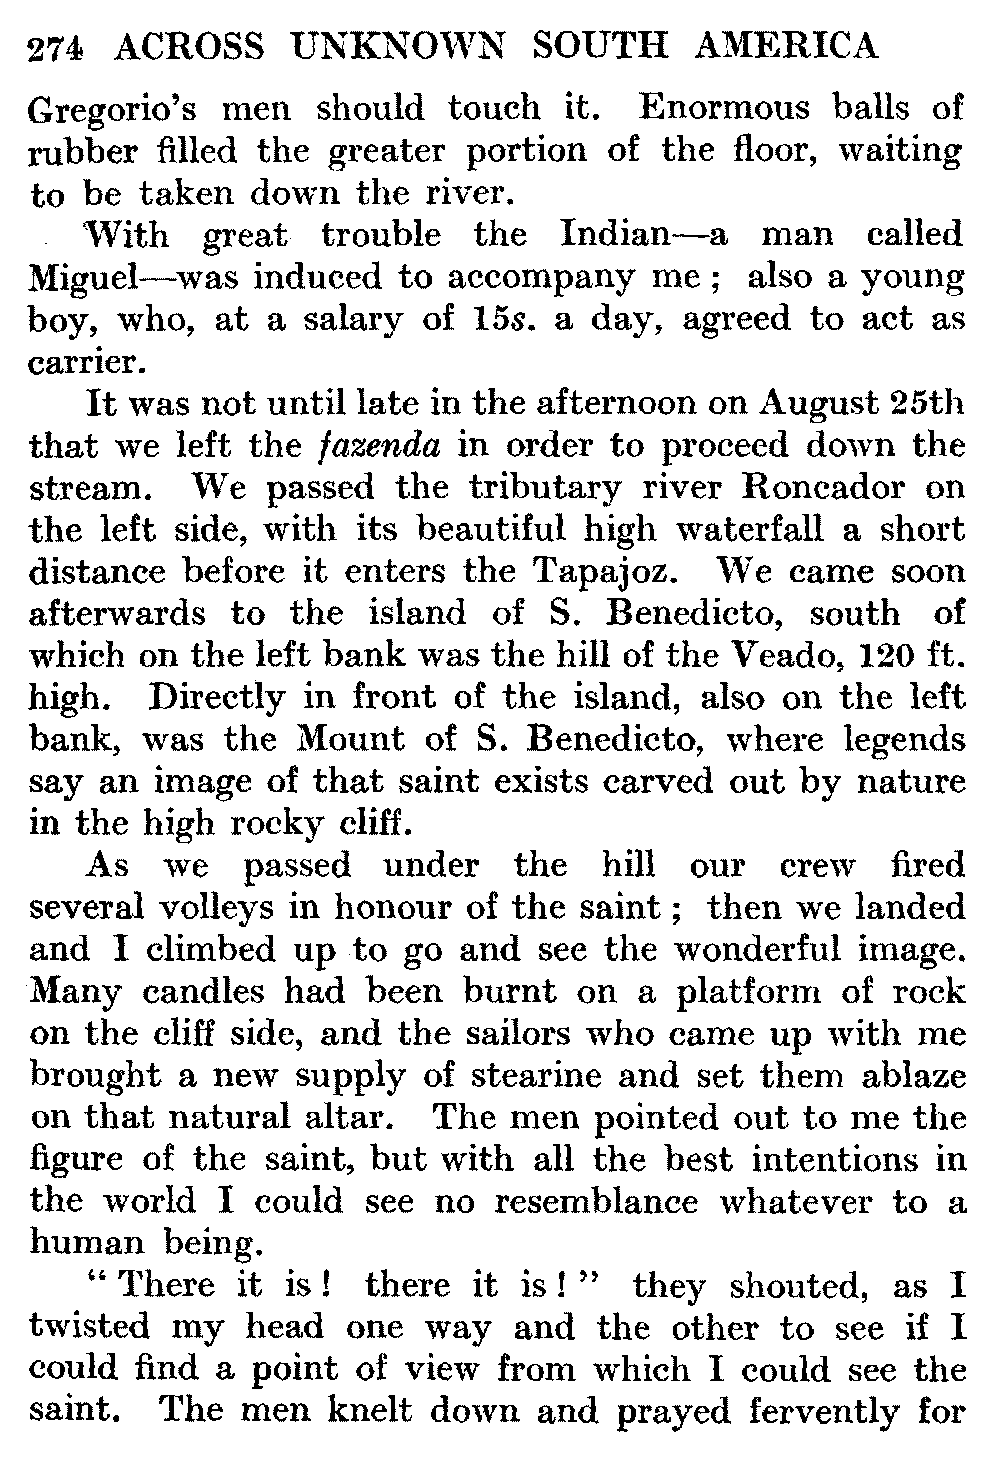 274 ACROSS UNKNOWN SOUTH AMERICA
Gregorio's men should touch it. Enormous balls of
rubber filled the greater portion of the floor, waiting
to be taken down the river.
With great trouble the Indian—a man called
Miguel—was induced to accompany me ; also a young
boy, who, at a salary of 15s. a day, agreed to act as
carrier.
It was not until late in the afternoon on August 25th
that we left the fazenda in order to proceed down the
stream. We passed the tributary river Roncador on
the left side, with its beautiful high waterfall a short
distance before it enters the Tapajoz. We came soon
afterwards to the island of S. Benedicto, south of
which on the left bank was the hill of the Veado, 120 ft.
high. Directly in front of the island, also on the left
bank, was the Mount of S. Benedicto, where legends
say an image of that saint exists carved out by nature
in the high rocky cliff.
As we passed under the hill our crew fired
several volleys in honour of the saint ; then we landed
and I climbed up to go and see the wonderful image.
Many candles had been burnt on a platform of rock
on the cliff side, and the sailors who came up with me
brought a new supply of stearine and set them ablaze
on that natural altar. The men pointed out to me the
figure of the saint, but with all the best intentions in
the world I could see no resemblance whatever to a
human being.
“ There it is ! there it is ! ” they shouted, as I
twisted my head one way and the other to see if I
could find a point of view from which I could see the
saint. The men knelt down and prayed fervently for